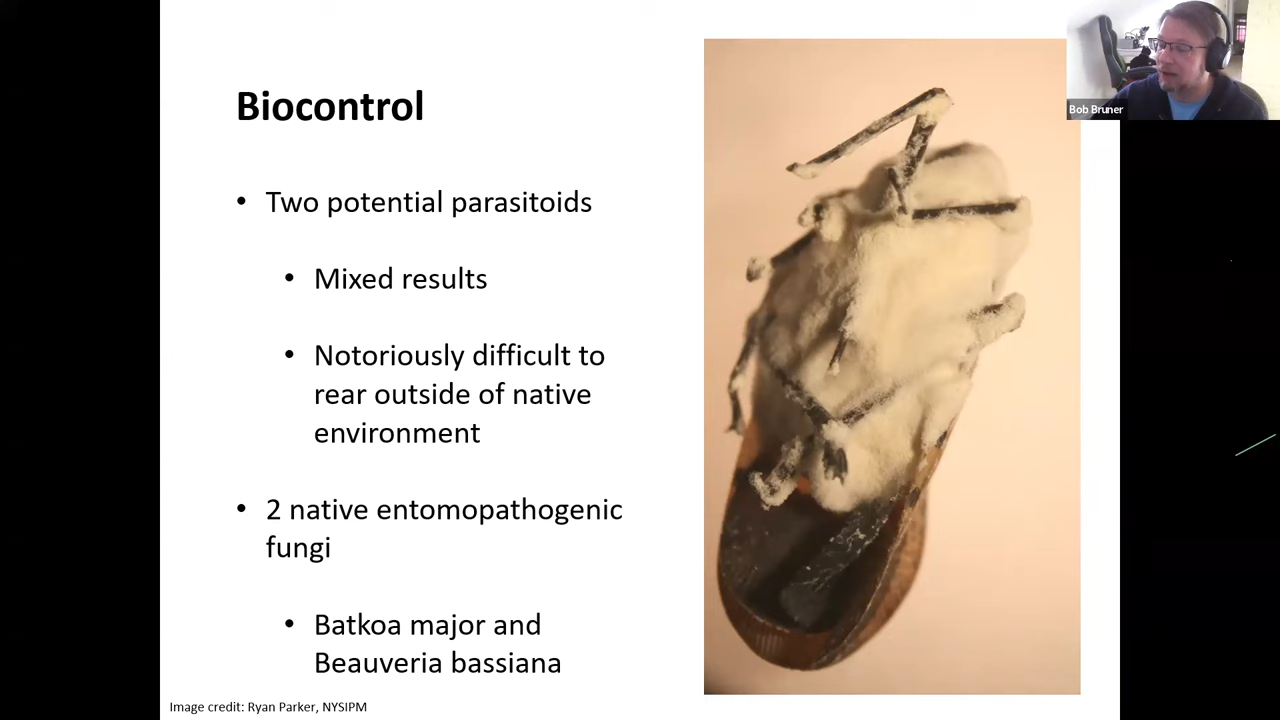 Biocontrol
• Two potential parasitoids
• Mixed results
• Notoriously difficult to
rear outside of native
environment
• 2 native entomopathogenic
fungi
• Batkoa major and
Beauveria bassiana
Image credit: Ryan Parker, NYSIPM
Bob Bruner